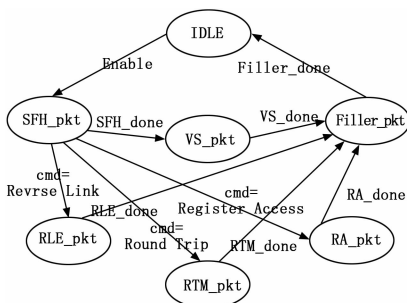 IDLE
Enable
Filler_done
SFH_pkt
SFH_done
VS_done
Filler_pkt
VS_pkt
cmd=
Revrse Link
cmd=
Register Access
RLE_done
RA_done
cmd=
Round Trip
RTM_done
RLE_pkt
RA_pkt
RTM_pkt